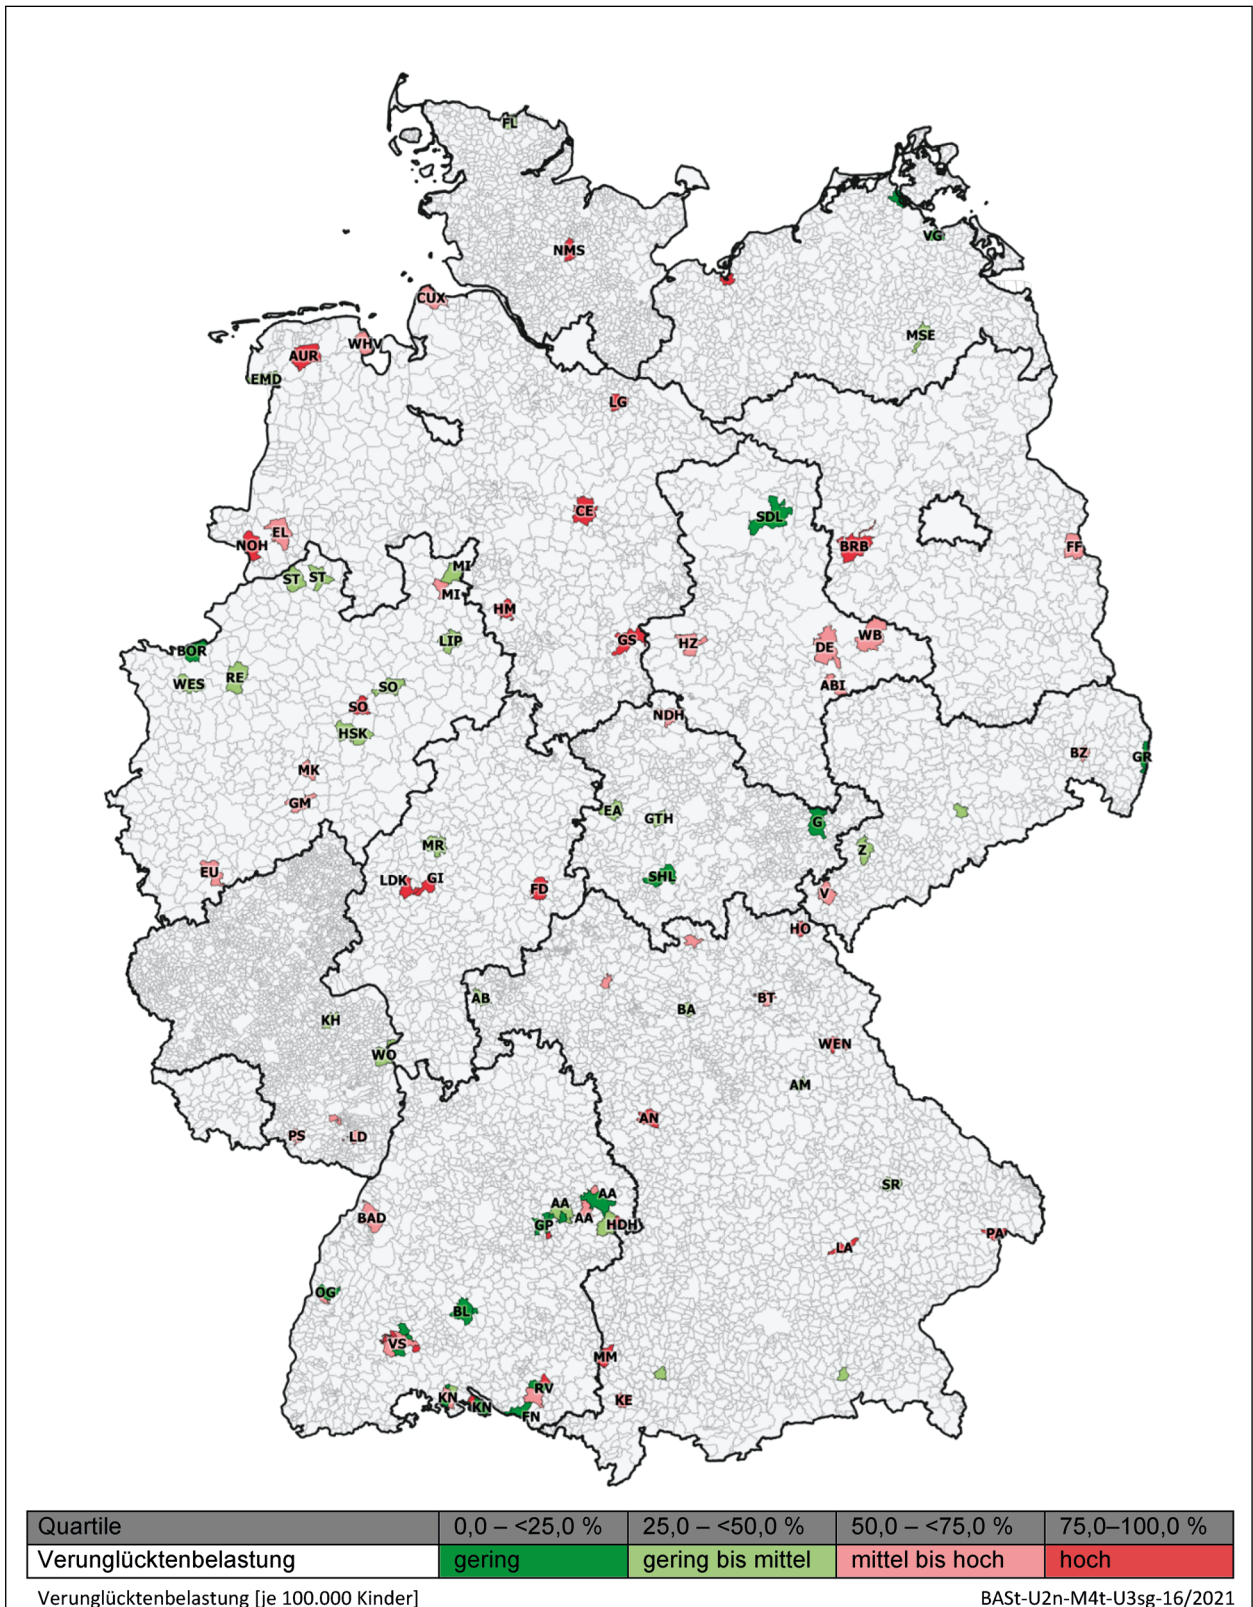 FL
NMS
VG
CUX
MSE
WHV
AUR
EMD
LG
CE
SDL
EL
NOH
BRB
FF
MI
ST
ST
MI
HM
WB
GS
HZ
DE
LIP
BOR
RE
WES
SO
ABI
SO
NDH
HSK
BZ
GR
MK
GM
EA
GTH
G
MR
Z
EU
LDK
GI
SHL
FD
V
HO
AB
BT
BA
KH
WEN
WO
AM
AN
PS
LD
SR
AA
AA
BAD
AA
GP
HDH
PA
LA
OG
BL
VS
MM
RV
KN
KE
KN
FN
Quartile 0,0 – <25,0 % 25,0 – <50,0 % 50,0 – <75,0 % 75,0–100,0 %
Verunglücktenbelastung gering gering bis mittel mittel bis hoch hoch
Verunglücktenbelastung [je 100.000 Kinder] BASt-U2n-M4t-U3sg-16/2021